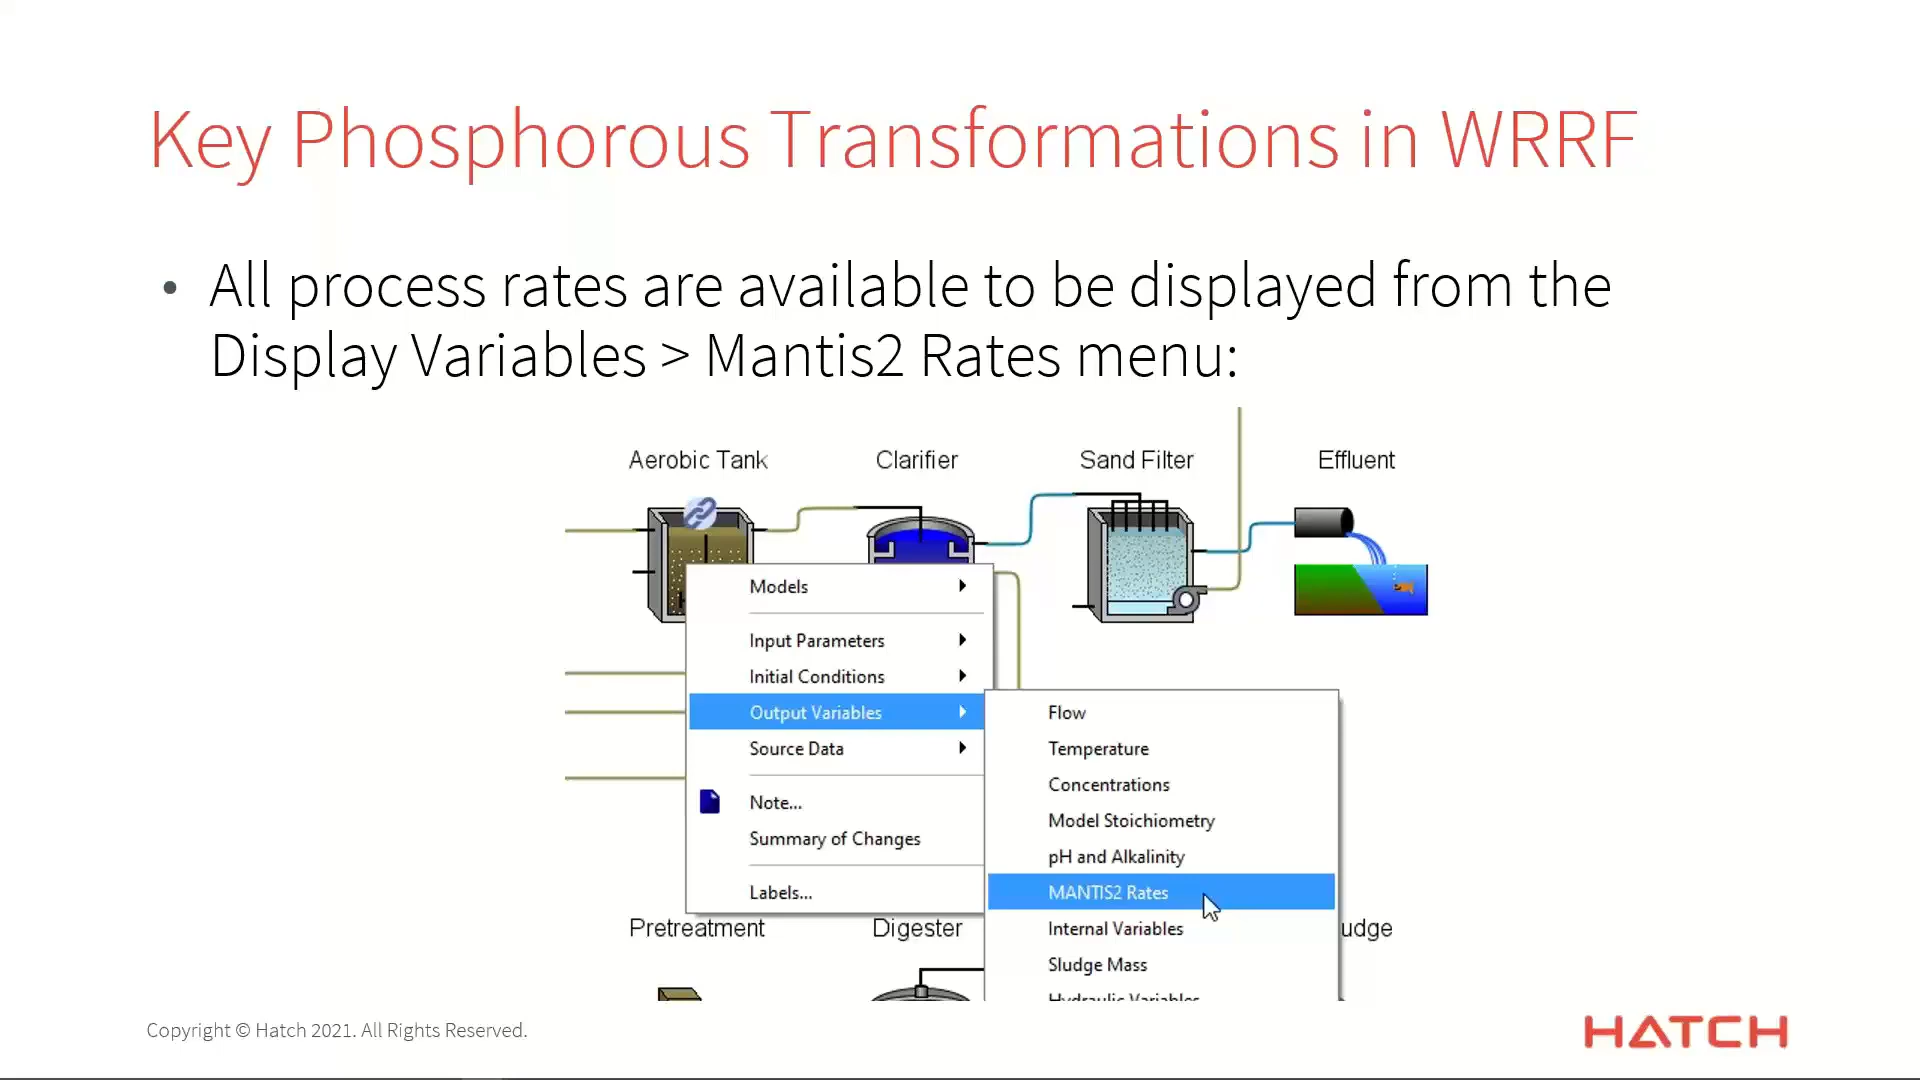 Key Phosphorous Transformations in WRRF
• All process rates are available to be displayed from the
Display Variables > Mantis2 Rates menu:
Aerobic Tank
Clarifier
Sand Filter
Effluent
Models
Input Parameters
Initial Conditions
Output Variables
Source Data
Note...
Summary of Changes
Labels...
Flow
Temperature
Concentrations
Model Stoichiometry
pH and Alkalinity
MANTIS2 Rates
Internal Variables
Sludge Mass
Hydraulic Variables
Pretreatment
Digester
udge
Copyright © Hatch 2021. All Rights Reserved.
HATCH